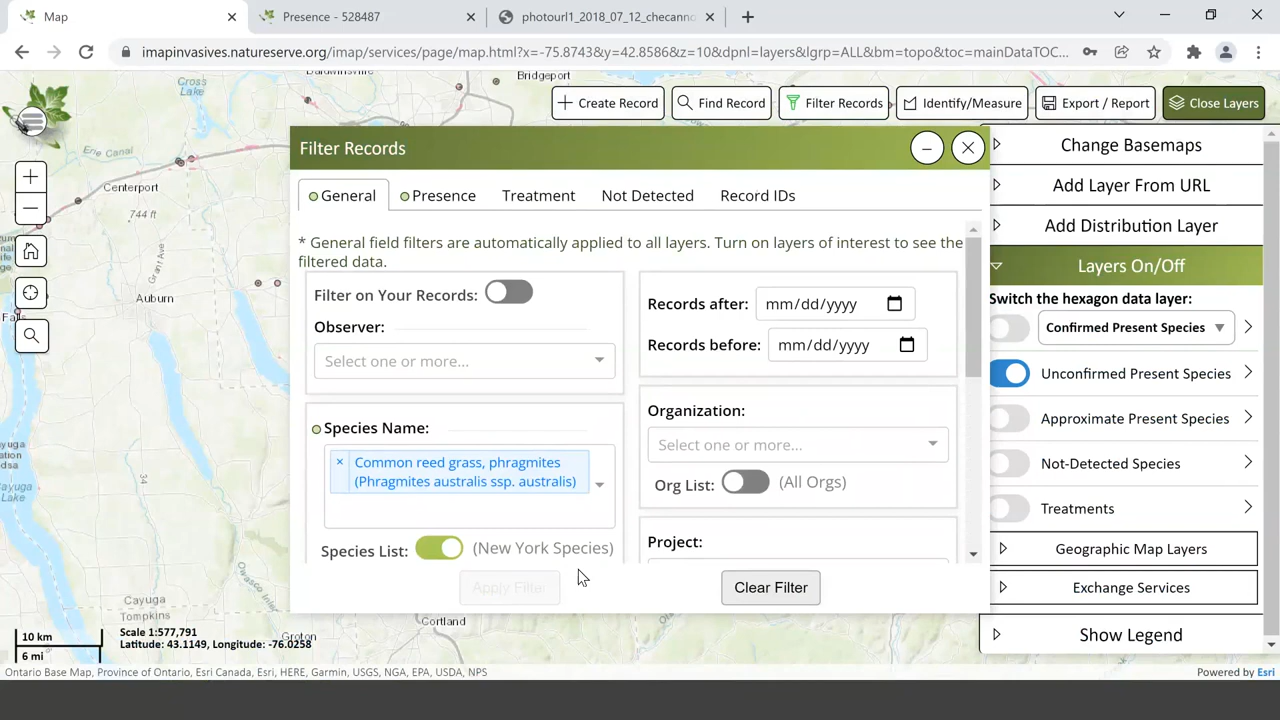 Map
Presence - 528487
photourl1_2018_07_12_checanno
imapinvasives.natureserve.org/imap/services/page/map.html?x=-75.8743&y=42.8586&z=10&dpnl=layers&lgrp=ALL&bm=topo&toc=mainDataTOC...
Bridgeport
Cross Lake
Create Record
Find Record
Filter Records
Identify/Measure
Export / Report
Close Layers
Erie Canal
Centerport
744 ft
Auburn
Filter Records
General
Presence
Treatment
Not Detected
Record IDs
* General field filters are automatically applied to all layers. Turn on layers of interest to see the
filtered data.
Filter on Your Records:
Observer:
Select one or more...
Species Name:
× Common reed grass, phragmites
(Phragmites australis ssp. australis)
Species List: (New York Species)
Records after: mm/dd/yyyy
Records before: mm/dd/yyyy
Organization:
Select one or more...
Org List: (All Orgs)
Project:
Apply Filter
Clear Filter
Change Basemaps
Add Layer From URL
Add Distribution Layer
Layers On/Off
Switch the hexagon data layer:
Confirmed Present Species
Unconfirmed Present Species
Approximate Present Species
Not-Detected Species
Treatments
Geographic Map Layers
Exchange Services
Show Legend
Cayuga
Tompkins
Groton
Cortland
10 km
6 mi
Scale 1:577,791
Latitude: 43.1149, Longitude: -76.0258
Ontario Base Map, Province of Ontario, Esri Canada, Esri, HERE, Garmin, USGS, NGA, EPA, USDA, NPS
Powered by Esri